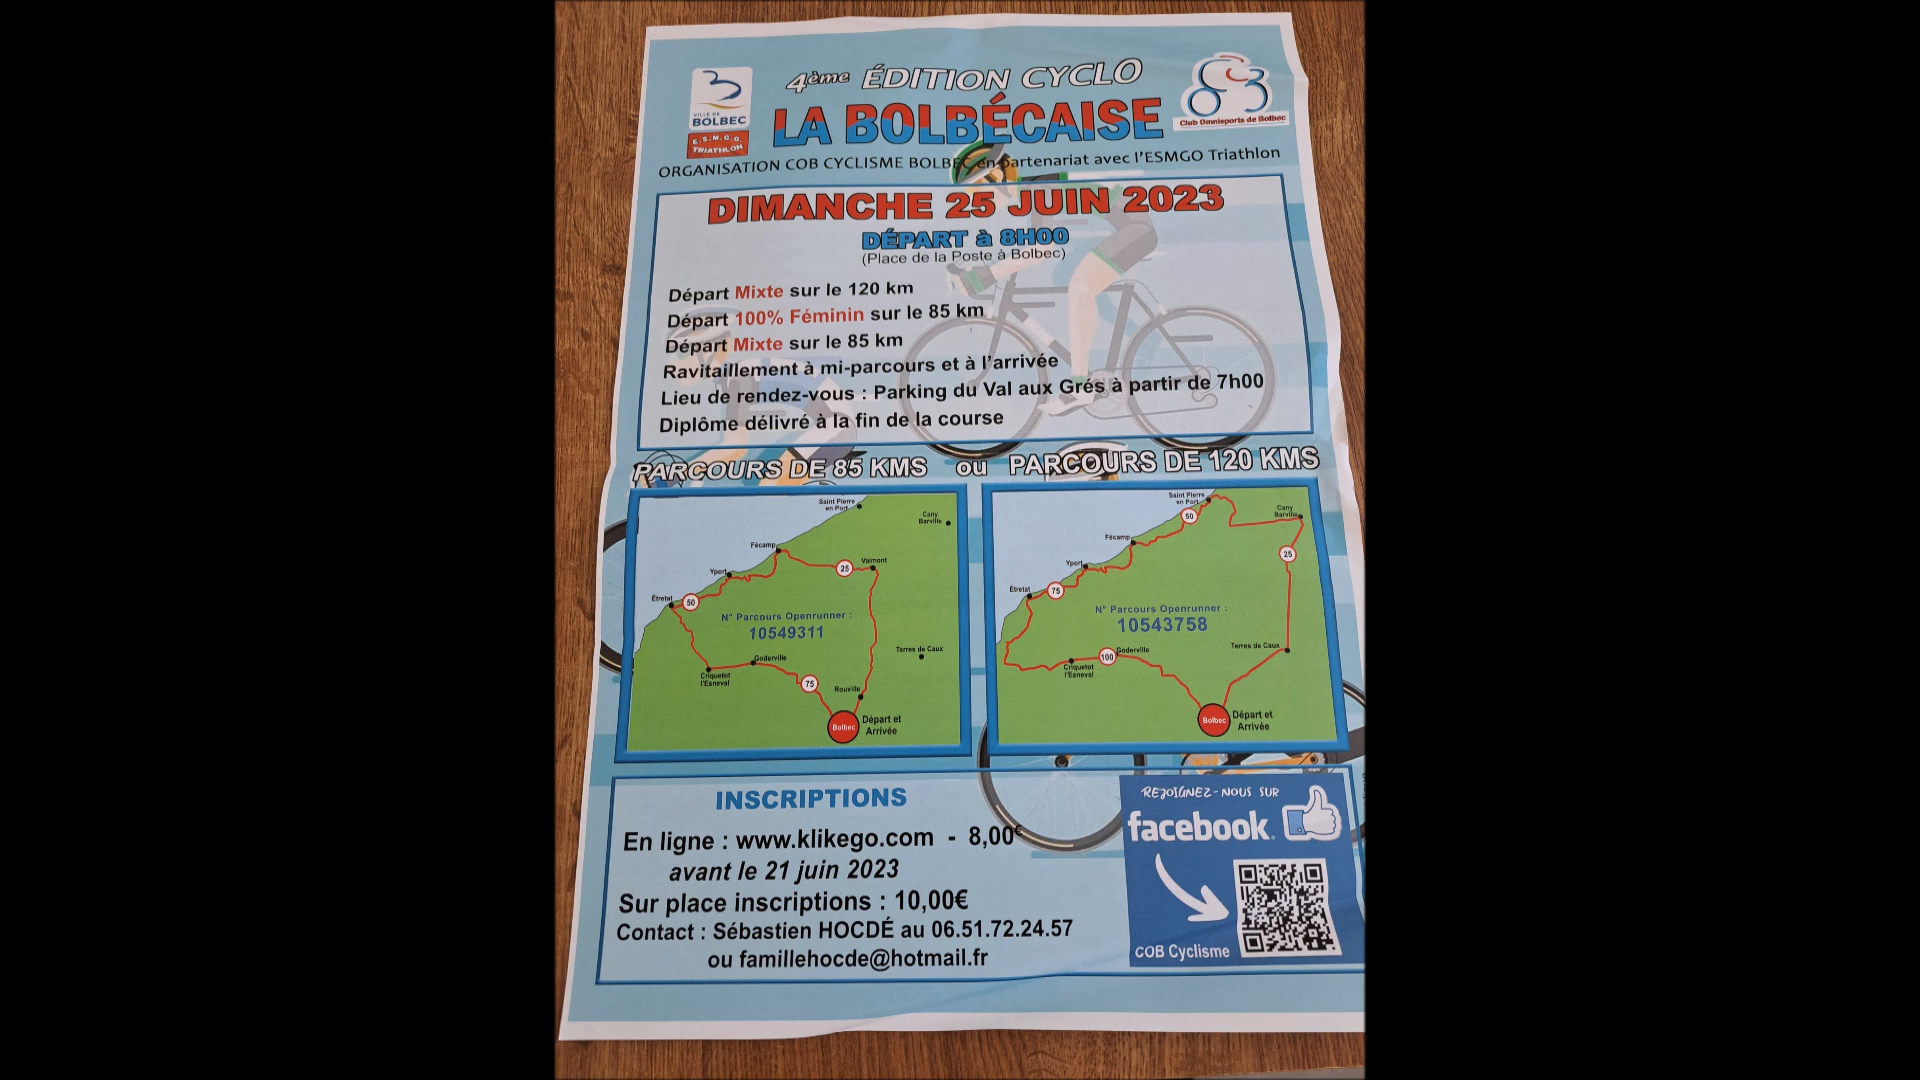 4ème ÉDITION CYCLO
LA BOLBÉCAISE
VILLE DE
BOLBEC
E.S.M.G.O.
TRIATHLON
Club Omnisports de Bolbec
ORGANISATION COB CYCLISME BOLBEC en partenariat avec l'ESMGO Triathlon
DIMANCHE 25 JUIN 2023
DÉPART à 8H00
(Place de la Poste à Bolbec)
Départ Mixte sur le 120 km
Départ 100% Féminin sur le 85 km
Départ Mixte sur le 85 km
Ravitaillement à mi-parcours et à l'arrivée
Lieu de rendez-vous : Parking du Val aux Grés à partir de 7h00
Diplôme délivré à la fin de la course
PARCOURS DE 85 KMS ou PARCOURS DE 120 KMS
Saint Pierre
en Port
Cany
Barville
Fécamp
25
Valmont
Yport
Étretat
50
N° Parcours Openrunner :
10549311
Terres de Caux
Goderville
Criquetot
l'Esneval
75
Rouville
Bolbec
Départ et
Arrivée
Saint Pierre
en Port
50
Cany
Barville
Fécamp
25
Yport
Étretat
75
N° Parcours Openrunner :
10543758
Terres de Caux
100
Goderville
Criquetot
l'Esneval
Bolbec
Départ et
Arrivée
INSCRIPTIONS
En ligne : www.klikego.com - 8,00€
avant le 21 juin 2023
Sur place inscriptions : 10,00€
Contact : Sébastien HOCDÉ au 06.51.72.24.57
ou famillehocde@hotmail.fr
REJOIGNEZ-NOUS SUR
facebook.
COB Cyclisme